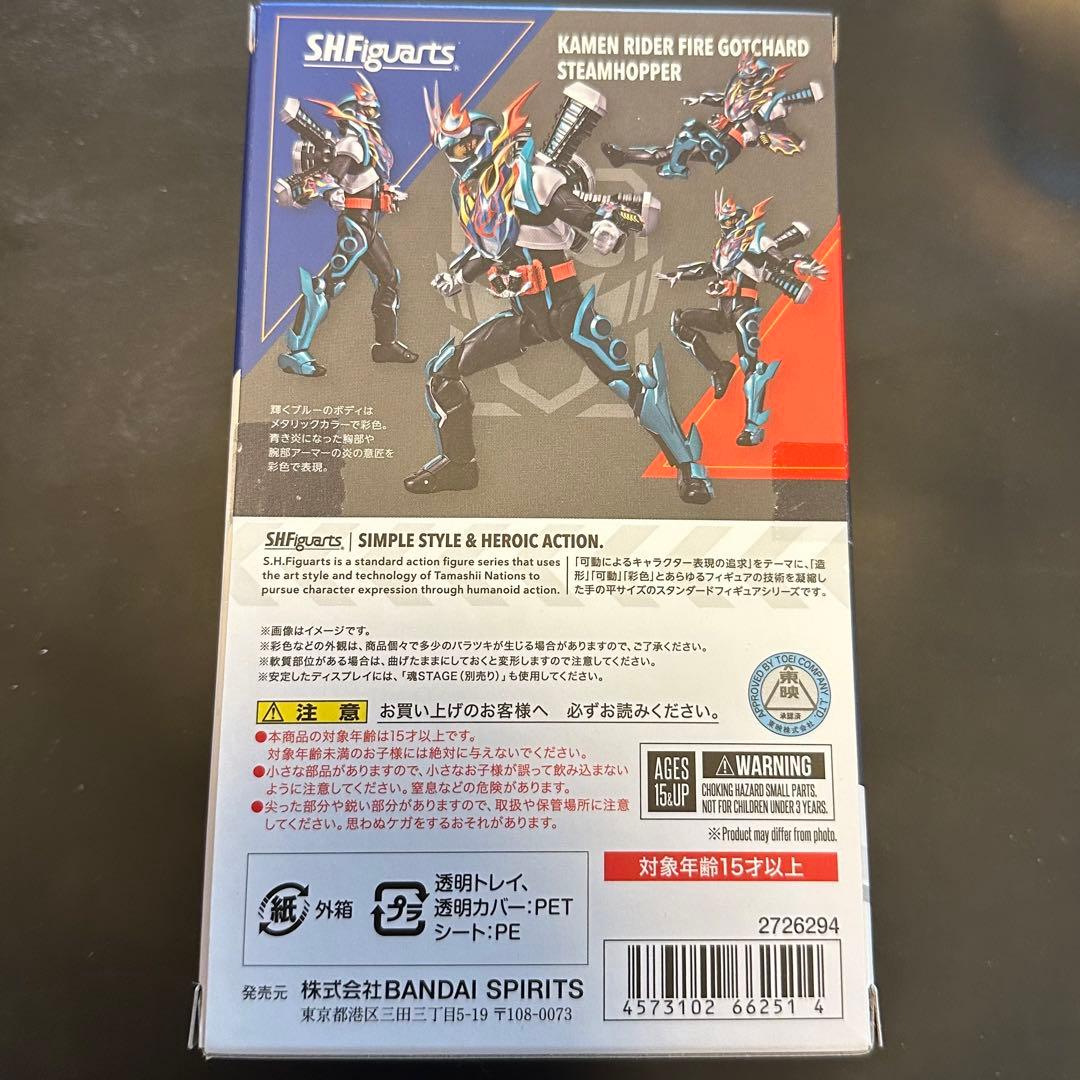 S.H.Figuarts
KAMEN RIDER FIRE GOTCHARD
STEAMHOPPER
輝くブルーのボディは
メタリックカラーで彩色。
青き炎になった胸部や
腕部アーマーの炎の意匠を
彩色で表現。
S.H.Figuarts | SIMPLE STYLE & HEROIC ACTION.
S.H.Figuarts is a standard action figure series that uses
the art style and technology of Tamashii Nations to
pursue character expression through humanoid action.
「可動によるキャラクター表現の追求」をテーマに、「造
形」「可動」「彩色」とあらゆるフィギュアの技術を凝縮し
た手の平サイズのスタンダードフィギュアシリーズです。
※画像はイメージです。
※彩色などの外観は、商品個々で多少のバラツキが生じる場合がありますので、ご了承ください。
※軟質部位がある場合は、曲げたままにしておくと変形しますので注意してください。
※安定したディスプレイには、「魂STAGE(別売り)」も使用してください。
APPROVED BY TOEI COMPANY, LTD.
東映
承認済
東映株式会社
注意 お買い上げのお客様へ 必ずお読みください。
●本商品の対象年齢は15才以上です。
対象年齢未満のお子様には絶対に与えないでください。
●小さな部品がありますので、小さなお子様が誤って飲み込まない
ように注意してください。窒息などの危険があります。
●尖った部分や鋭い部分がありますので、取扱や保管場所に注意
してください。思わぬケガをするおそれがあります。
AGES
15&UP
WARNING
CHOKING HAZARD SMALL PARTS.
NOT FOR CHILDREN UNDER 3 YEARS.
※Product may differ from photo.
対象年齢15才以上
紙 外箱
プラ
透明トレイ、
透明カバー:PET
シート:PE
2726294
4573102 66251 4
発売元 株式会社BANDAI SPIRITS
東京都港区三田三丁目5-19 〒108-0073